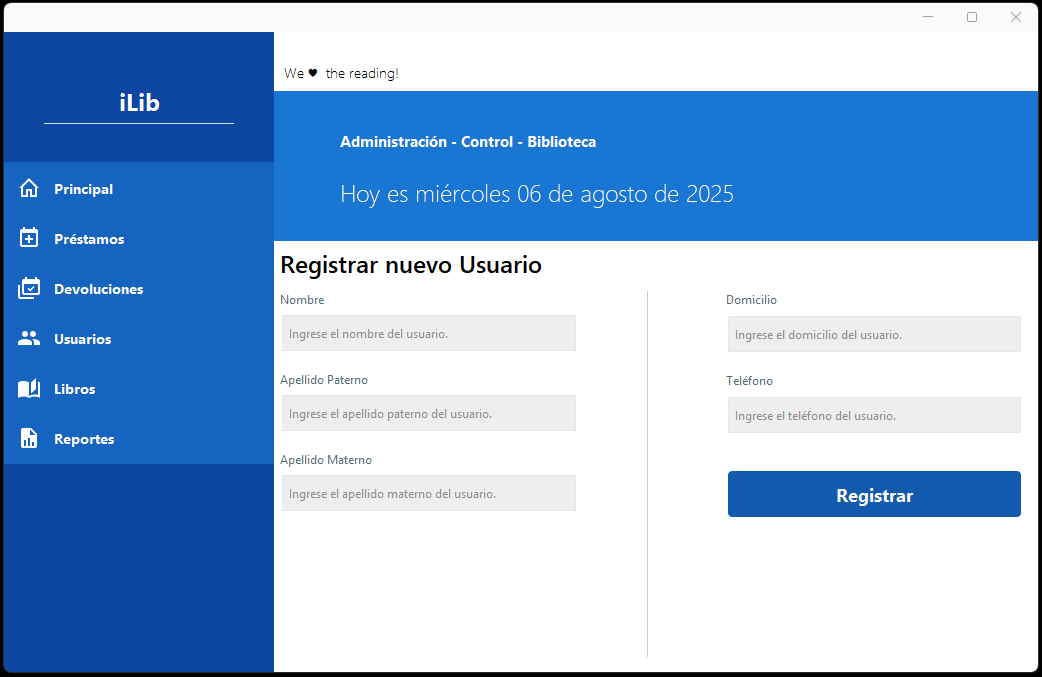 iLib
Principal
Préstamos
Devoluciones
Usuarios
Libros
Reportes
We ♥ the reading!
Administración - Control - Biblioteca
Hoy es miércoles 06 de agosto de 2025
Registrar nuevo Usuario
Nombre
Ingrese el nombre del usuario.
Apellido Paterno
Ingrese el apellido paterno del usuario.
Apellido Materno
Ingrese el apellido materno del usuario.
Domicilio
Ingrese el domicilio del usuario.
Teléfono
Ingrese el teléfono del usuario.
Registrar